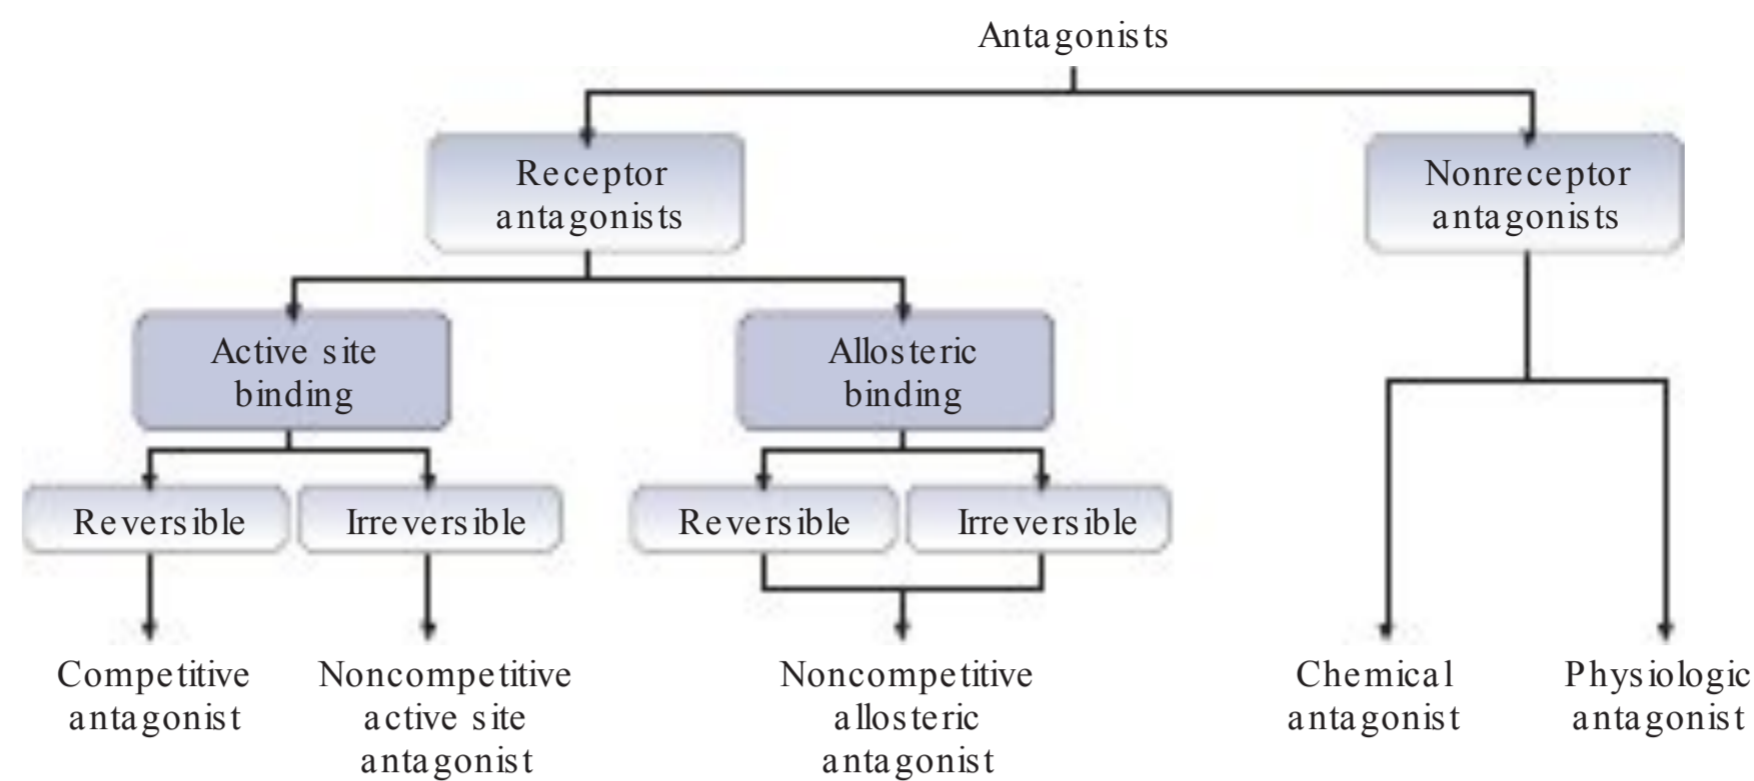 Antagonists
Receptor
antagonists
Nonreceptor
antagonists
Active site
binding
Allosteric
binding
Reversible
Irreversible
Reversible
Irreversible
Competitive
antagonist
Noncompetitive
active site
antagonist
Noncompetitive
allosteric
antagonist
Chemical
antagonist
Physiologic
antagonist